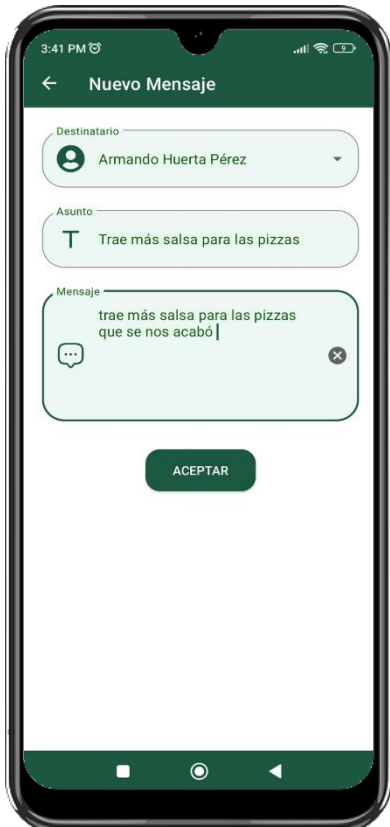 3:41 PM 9
Nuevo Mensaje
Destinatario
Armando Huerta Pérez
Asunto
T Trae más salsa para las pizzas
Mensaje
trae más salsa para las pizzas
que se nos acabó
ACEPTAR